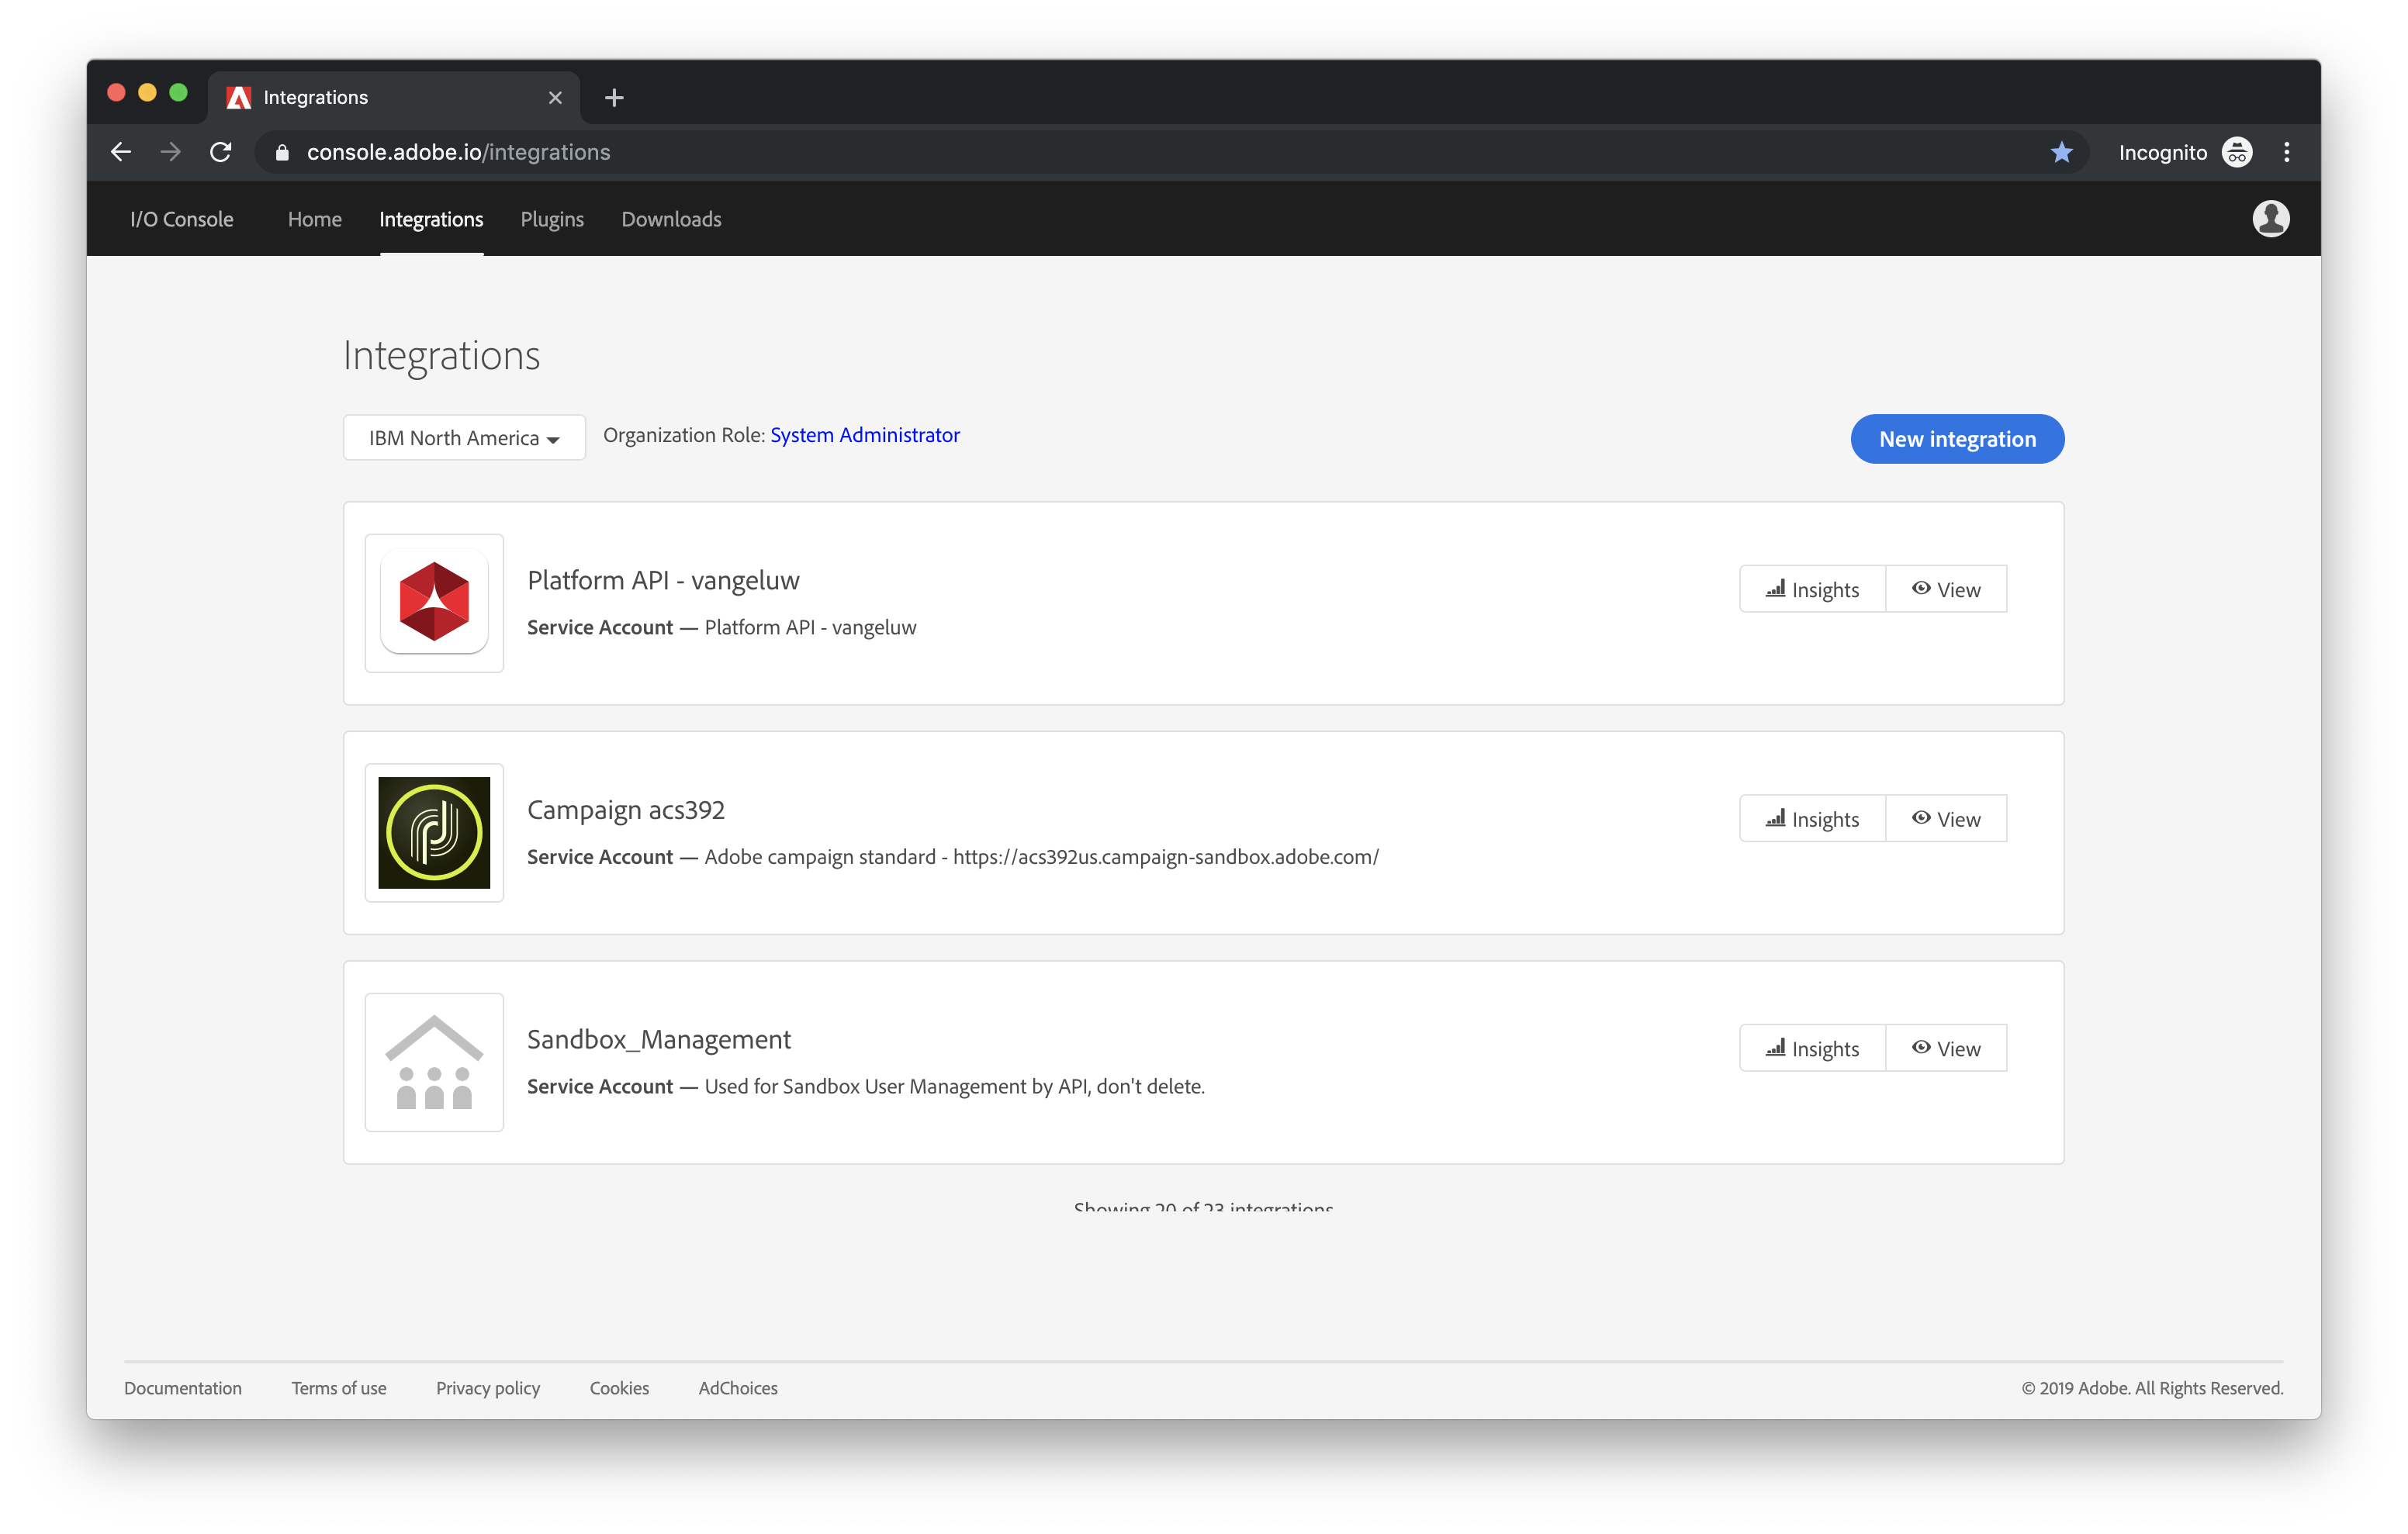 Integrations
console.adobe.io/integrations
Incognito
I/O Console Home Integrations Plugins Downloads
Integrations
IBM North America Organization Role: System Administrator New integration
Platform API - vangeluw
Service Account — Platform API - vangeluw
Insights View
Campaign acs392
Service Account — Adobe campaign standard - https://acs392us.campaign-sandbox.adobe.com/
Insights View
Sandbox_Management
Service Account — Used for Sandbox User Management by API, don't delete.
Insights View
Showing 20 of 23 integrations
Documentation Terms of use Privacy policy Cookies AdChoices © 2019 Adobe. All Rights Reserved.